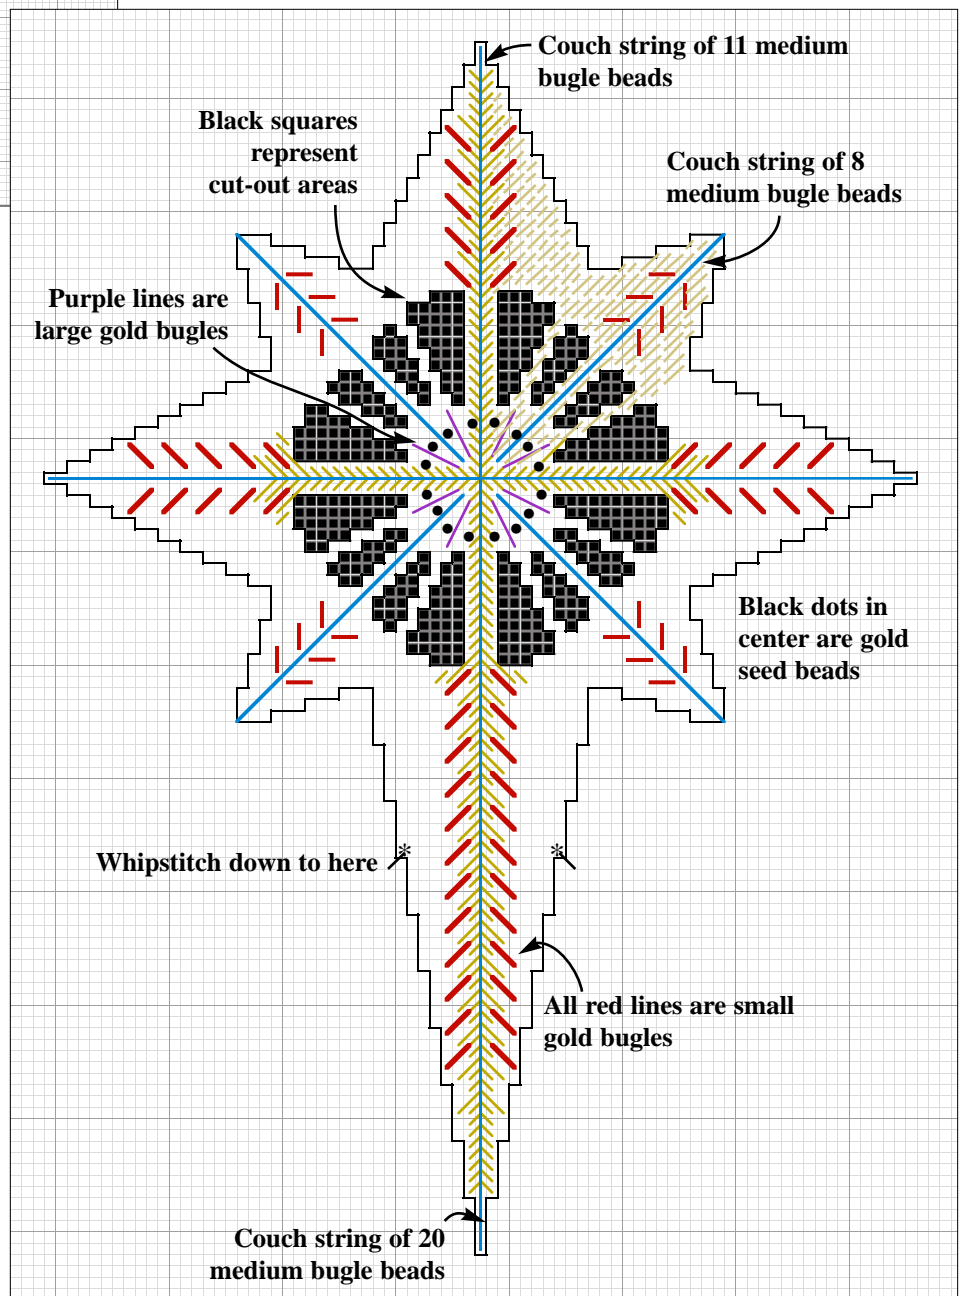 Couch string of 11 medium
bugle beads
Black squares
represent
cut-out areas
Couch string of 8
medium bugle beads
Purple lines are
large gold bugles
Black dots in
center are gold
seed beads
Whipstitch down to here
*
*
All red lines are small
gold bugles
Couch string of 20
medium bugle beads